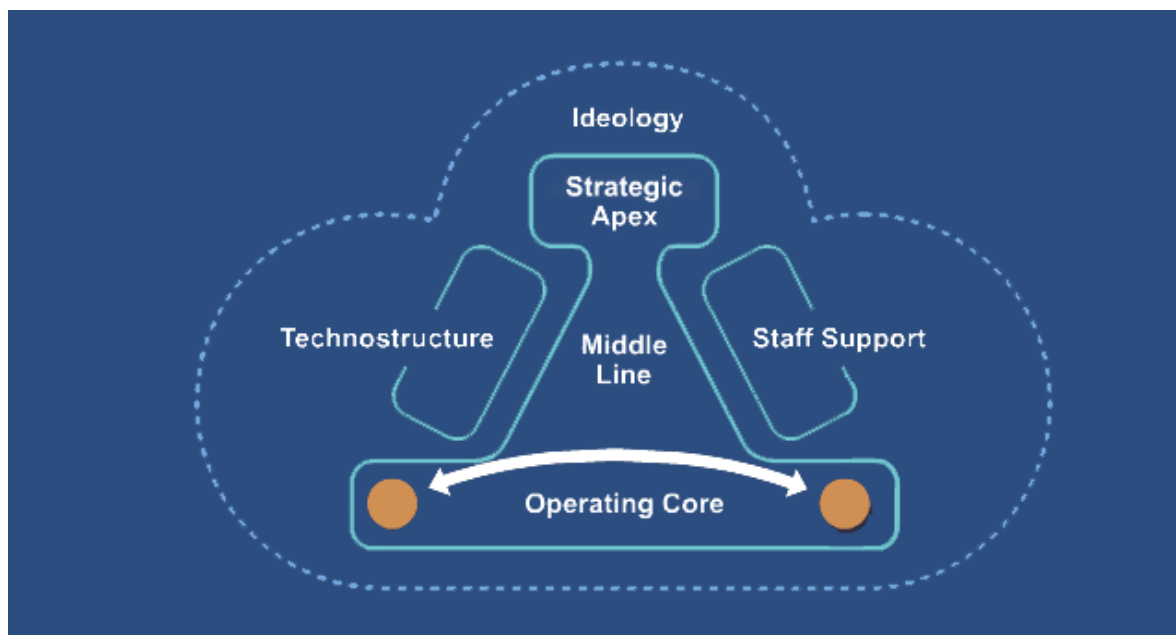 Ideology
Strategic
Apex
Technostructure
Middle
Line
Staff Support
Operating Core